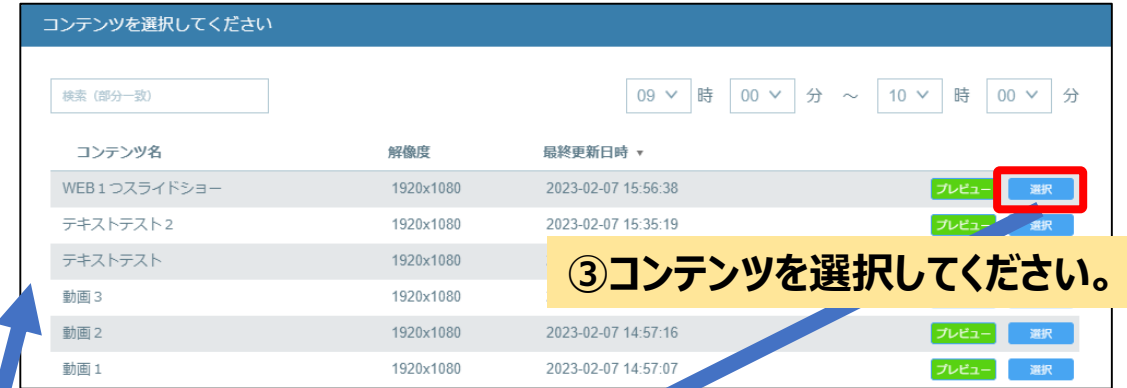 コンテンツを選択してください
検索（部分一致）
09 時 00 分 ～ 10 時 00 分
コンテンツ名 解像度 最終更新日時 ▼
WEB１つスライドショー 1920x1080 2023-02-07 15:56:38 プレビュー 選択
テキストテスト２ 1920x1080 2023-02-07 15:35:19 プレビュー 選択
テキストテスト 1920x1080
③コンテンツを選択してください。
動画３ 1920x1080
動画２ 1920x1080 2023-02-07 14:57:16 プレビュー 選択
動画１ 1920x1080 2023-02-07 14:57:07 プレビュー 選択